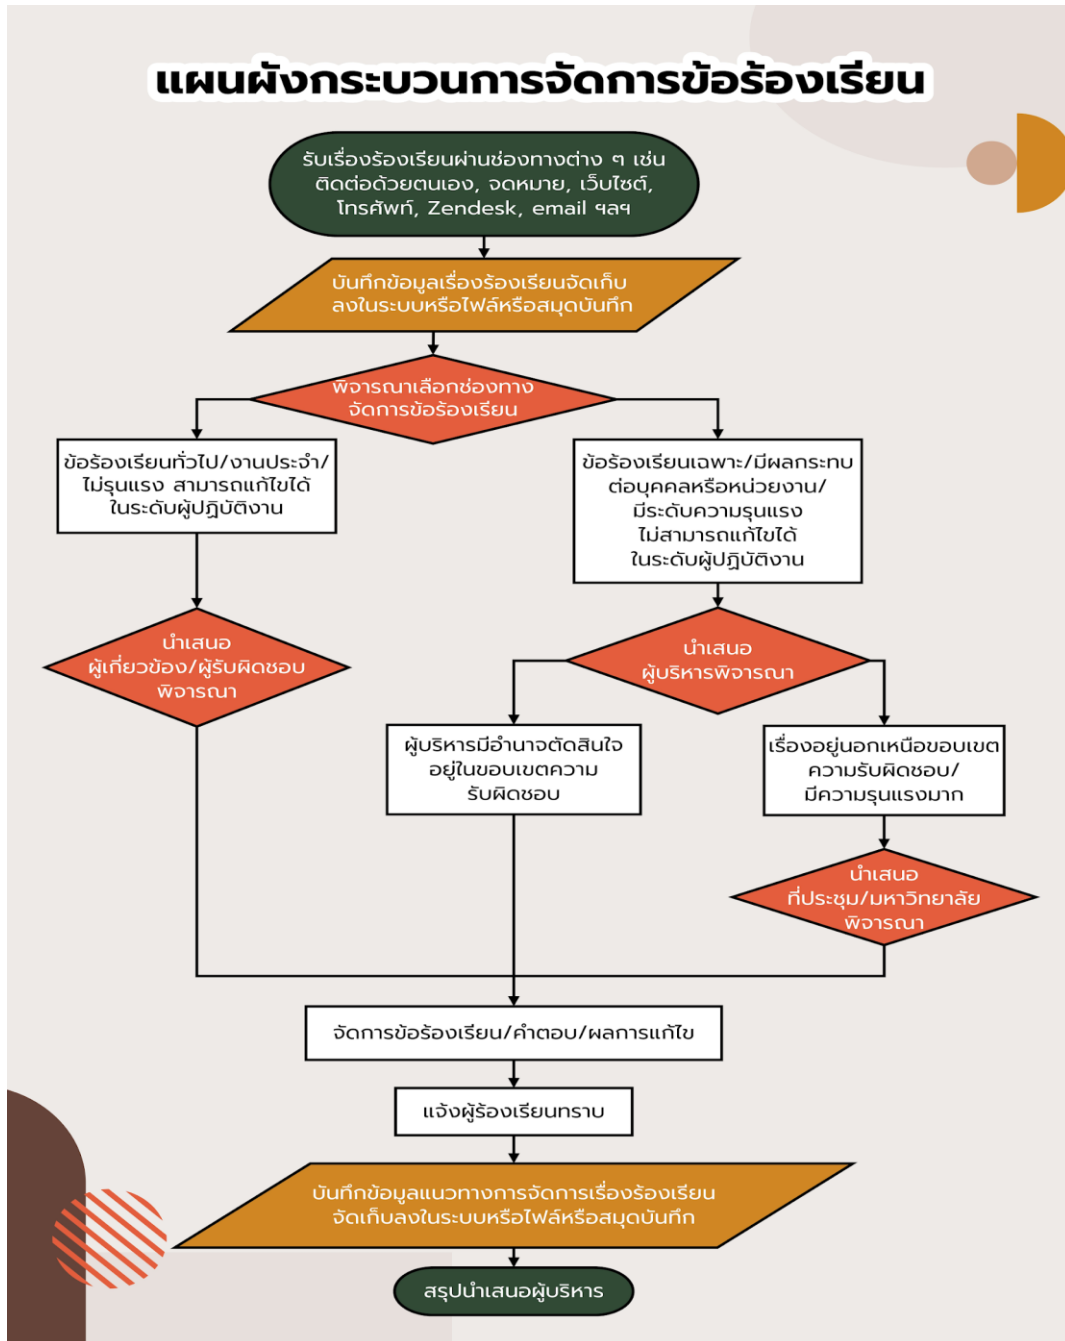 แผนผังกระบวนการจัดการข้อร้องเรียน
รับเรื่องร้องเรียนผ่านช่องทางต่าง ๆ เช่น
ติดต่อด้วยตนเอง, จดหมาย, เว็บไซต์,
โทรศัพท์, Zendesk, email ฯลฯ
บันทึกข้อมูลเรื่องร้องเรียนจัดเก็บ
ลงในระบบหรือไฟล์หรือสมุดบันทึก
พิจารณาเลือกช่องทาง
จัดการข้อร้องเรียน
ข้อร้องเรียนทั่วไป/งานประจำ/
ไม่รุนแรง สามารถแก้ไขได้
ในระดับผู้ปฏิบัติงาน
ข้อร้องเรียนเฉพาะ/มีผลกระทบ
ต่อบุคคลหรือหน่วยงาน/
มีระดับความรุนแรง
ไม่สามารถแก้ไขได้
ในระดับผู้ปฏิบัติงาน
นำเสนอ
ผู้เกี่ยวข้อง/ผู้รับผิดชอบ
พิจารณา
นำเสนอ
ผู้บริหารพิจารณา
ผู้บริหารมีอำนาจตัดสินใจ
อยู่ในขอบเขตความ
รับผิดชอบ
เรื่องอยู่นอกเหนือขอบเขต
ความรับผิดชอบ/
มีความรุนแรงมาก
นำเสนอ
ที่ประชุม/มหาวิทยาลัย
พิจารณา
จัดการข้อร้องเรียน/คำตอบ/ผลการแก้ไข
แจ้งผู้ร้องเรียนทราบ
บันทึกข้อมูลแนวทางการจัดการเรื่องร้องเรียน
จัดเก็บลงในระบบหรือไฟล์หรือสมุดบันทึก
สรุปนำเสนอผู้บริหาร